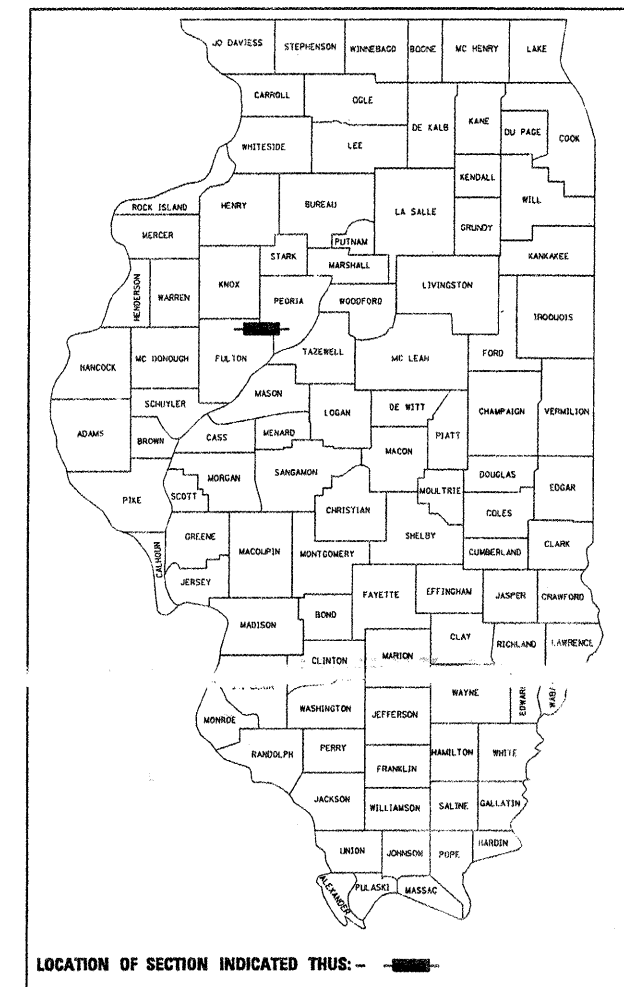 JO DAVIESS STEPHENSON WINNEBAGO BOONE MC HENRY LAKE
CARROLL OGLE DE KALB KANE DU PAGE COOK
WHITESIDE LEE
KENDALL
ROCK ISLAND HENRY BUREAU LA SALLE GRUNDY WILL
MERCER PUTNAM
STARK MARSHALL KANKAKEE
HENDERSON WARREN KNOX PEORIA WOODFORD LIVINGSTON IROQUOIS
HANCOCK MC DONOUGH FULTON TAZEWELL MC LEAN FORD
SCHUYLER MASON
LOGAN DE WITT CHAMPAIGN VERMILION
ADAMS BROWN CASS MENARD MACON PIATT
MORGAN SANGAMON DOUGLAS EDGAR
PIKE SCOTT CHRISTIAN MOULTRIE COLES
GREENE MACOUPIN MONTGOMERY SHELBY CUMBERLAND CLARK
CALHOUN JERSEY
FAYETTE EFFINGHAM JASPER CRAWFORD
MADISON BOND
CLINTON MARION CLAY RICHLAND LAWRENCE
WAYNE
MONROE WASHINGTON JEFFERSON
RANDOLPH PERRY HAMILTON WHITE
FRANKLIN
JACKSON WILLIAMSON SALINE GALLATIN
UNION JOHNSON POPE HARDIN
ALEXANDER PULASKI MASSAC
LOCATION OF SECTION INDICATED THUS: -